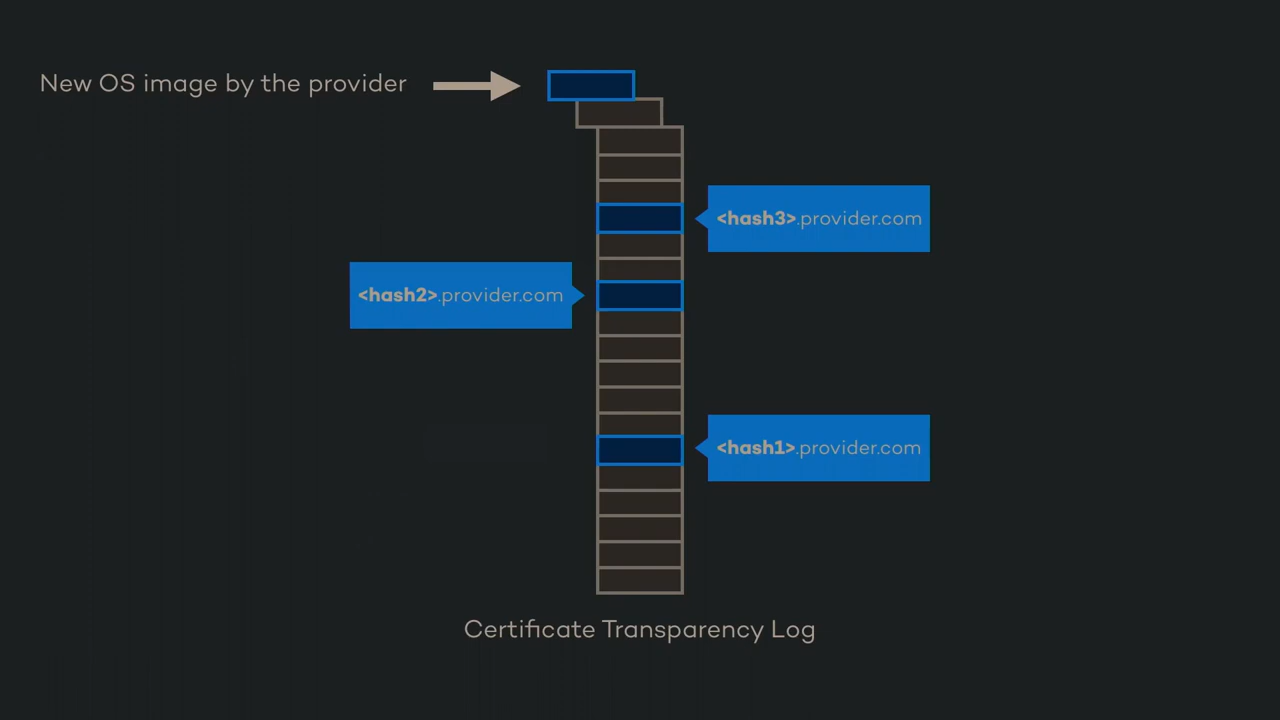 New OS image by the provider
<hash3>.provider.com
<hash2>.provider.com
<hash1>.provider.com
Certificate Transparency Log